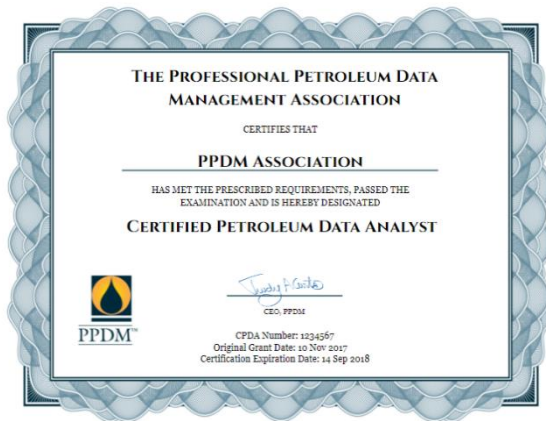 THE PROFESSIONAL PETROLEUM DATA
MANAGEMENT ASSOCIATION
CERTIFIES THAT
PPDM ASSOCIATION
HAS MET THE PRESCRIBED REQUIREMENTS, PASSED THE
EXAMINATION AND IS HEREBY DESIGNATED
CERTIFIED PETROLEUM DATA ANALYST
CEO, PPDM
PPDM™
CPDA Number: 1234567
Original Grant Date: 10 Nov 2017
Certification Expiration Date: 14 Sep 2018